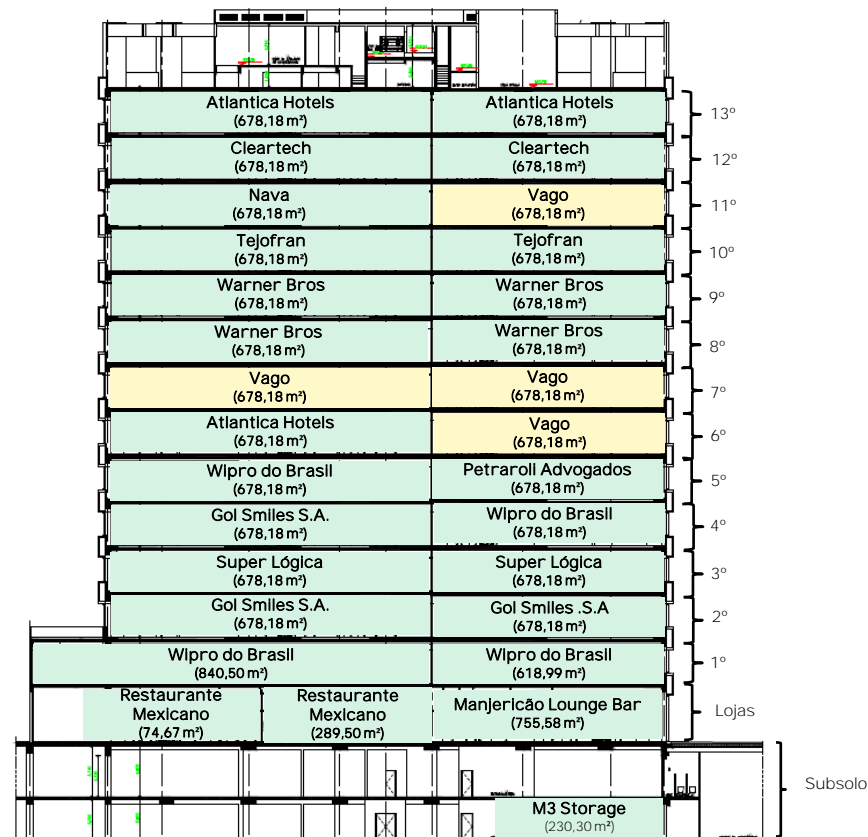 Atlantica Hotels
(678,18 m²)
Atlantica Hotels
(678,18 m²)
13º
Cleartech
(678,18 m²)
Cleartech
(678,18 m²)
12º
Nava
(678,18 m²)
Vago
(678,18 m²)
11º
Tejofran
(678,18 m²)
Tejofran
(678,18 m²)
10º
Warner Bros
(678,18 m²)
Warner Bros
(678,18 m²)
9º
Warner Bros
(678,18 m²)
Warner Bros
(678,18 m²)
8º
Vago
(678,18 m²)
Vago
(678,18 m²)
7º
Atlantica Hotels
(678,18 m²)
Vago
(678,18 m²)
6º
Wipro do Brasil
(678,18 m²)
Petraroli Advogados
(678,18 m²)
5º
Gol Smiles S.A.
(678,18 m²)
Wipro do Brasil
(678,18 m²)
4º
Super Lógica
(678,18 m²)
Super Lógica
(678,18 m²)
3º
Gol Smiles S.A.
(678,18 m²)
Gol Smiles .S.A
(678,18 m²)
2º
Wipro do Brasil
(840,50 m²)
Wipro do Brasil
(618,99 m²)
1º
Restaurante
Mexicano
(74,67 m²)
Restaurante
Mexicano
(289,50 m²)
Manjericão Lounge Bar
(755,58 m²)
Lojas
Subsolo
M3 Storage
(230,30 m²)